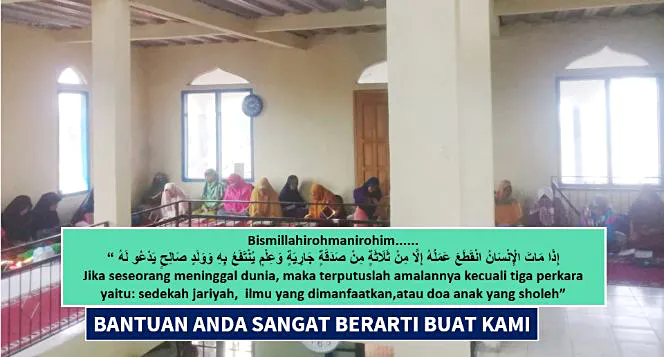 Bismillahirohmanirohim......
“ إِذَا مَاتَ الْإِنْسَانُ انْقَطَعَ عَمَلُهُ إِلَّا مِنْ ثَلَاثَةٍ مِنْ صَدَقَةٍ جَارِيَةٍ وَعِلْمٍ يُنْتَفَعُ بِهِ وَوَلَدٍ صَالِحٍ يَدْعُو لَهُ
Jika seseorang meninggal dunia, maka terputuslah amalannya kecuali tiga perkara
yaitu: sedekah jariyah,  ilmu yang dimanfaatkan,atau doa anak yang sholeh”
BANTUAN ANDA SANGAT BERARTI BUAT KAMI